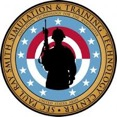 SFC PAUL RAY SMITH SIMULATION & TRAINING TECHNOLOGY CENTER